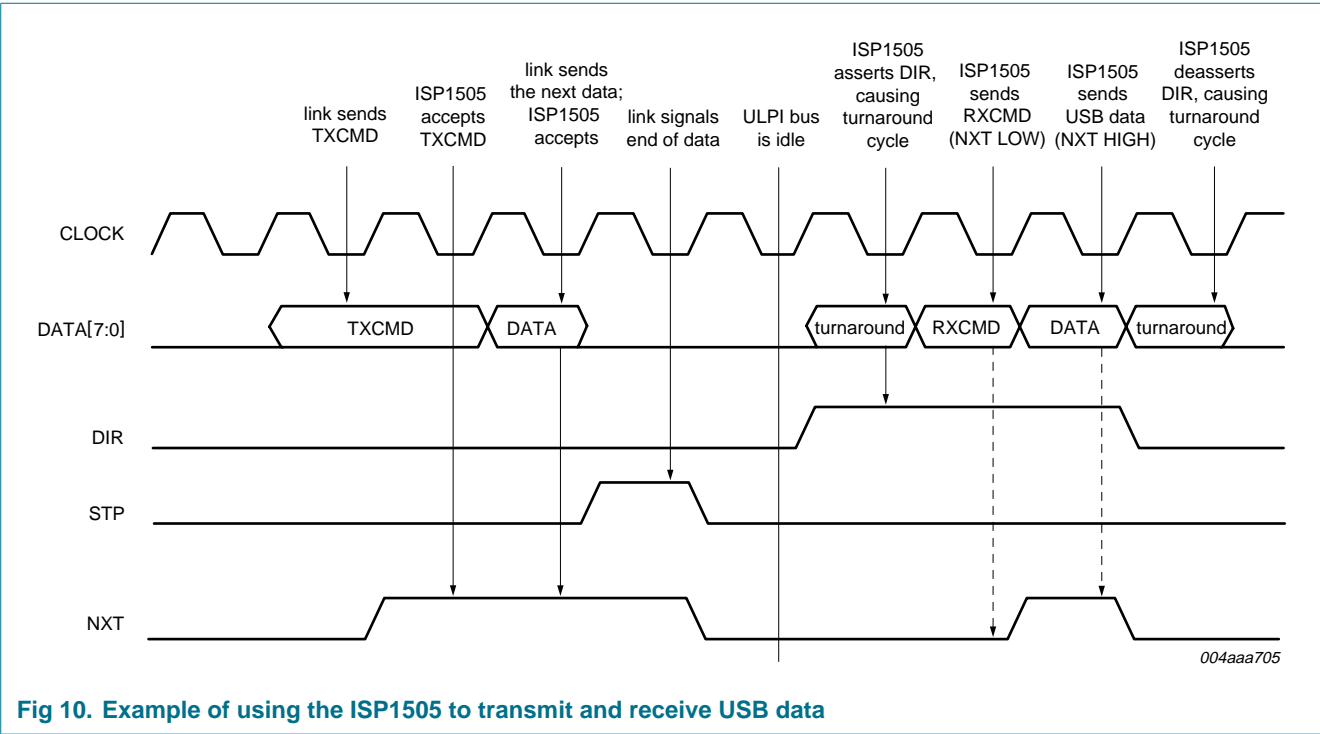 link sends
TXCMD
ISP1505
accepts
TXCMD
link sends
the next data;
ISP1505
accepts
link signals
end of data
ULPI bus
is idle
ISP1505
asserts DIR,
causing
turnaround
cycle
ISP1505
sends
RXCMD
(NXT LOW)
ISP1505
sends
USB data
(NXT HIGH)
ISP1505
deasserts
DIR, causing
turnaround
cycle
CLOCK
DATA[7:0]
TXCMD
DATA
turnaround
RXCMD
DATA
turnaround
DIR
STP
NXT
004aaa705
Fig 10. Example of using the ISP1505 to transmit and receive USB data